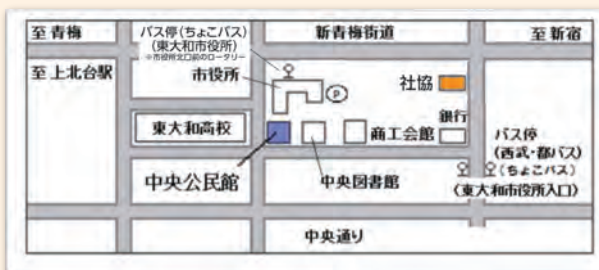 至 青梅
バス停(ちょこバス)
(東大和市役所)
※市役所北口前のロータリー
新青梅街道
至 新宿
至 上北台駅
市役所
P
社協
銀行
東大和高校
商工会館
バス停
(西武・都バス)
(ちょこバス)
(東大和市役所入口)
中央公民館
中央図書館
中央通り